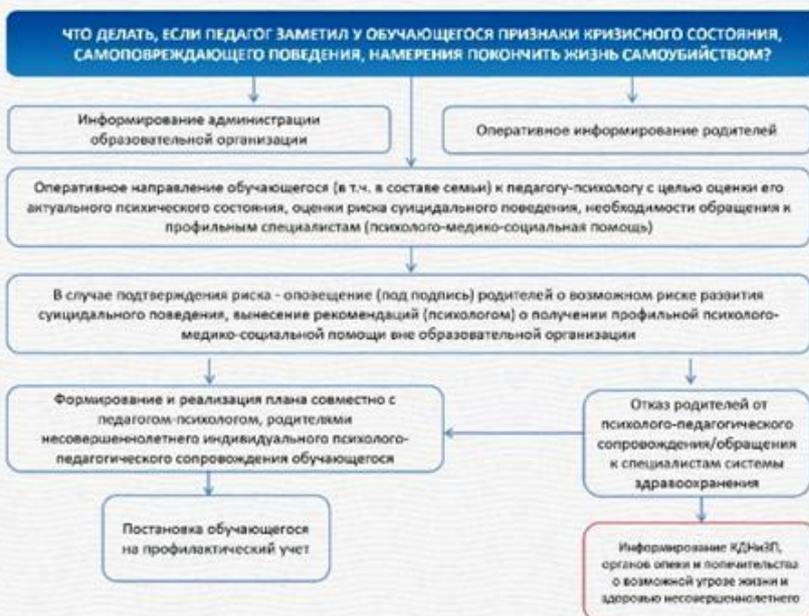 ЧТО ДЕЛАТЬ, ЕСЛИ ПЕДАГОГ ЗАМЕТИЛ У ОБУЧАЮЩЕГОСЯ ПРИЗНАКИ КРИЗИСНОГО СОСТОЯНИЯ,
САМОПОВРЕЖДАЮЩЕГО ПОВЕДЕНИЯ, НАМЕРЕНИЯ ПОКОНЧИТЬ ЖИЗНЬ САМОУБИЙСТВОМ?
Информирование администрации
образовательной организации
Оперативное информирование родителей
Оперативное направление обучающегося (в т.ч. в составе семьи) к педагогу-психологу с целью оценки его
актуального психического состояния, оценки риска суицидального поведения, необходимости обращения к
профильным специалистам (психолого-медико-социальная помощь)
В случае подтверждения риска - оповещение (под подпись) родителей о возможном риске развития
суицидального поведения, вынесение рекомендаций (психологом) о получении профильной психолого-
медико-социальной помощи вне образовательной организации
Формирование и реализация плана совместно с
педагогом-психологом, родителями
несовершеннолетнего индивидуального психолого-
педагогического сопровождения обучающегося
Отказ родителей от
психолого-педагогического
сопровождения/обращения
к специалистам системы
здравоохранения
Постановка обучающегося
на профилактический учет
Информирование КДНиЗП,
органов опеки и попечительства
о возможной угрозе жизни и
здоровью несовершеннолетнего